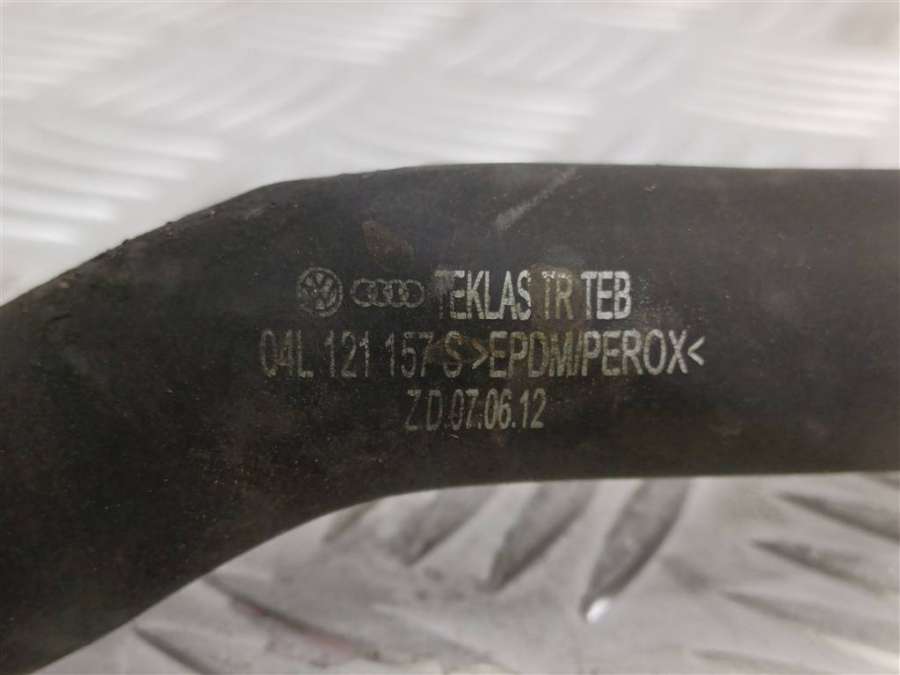 TEKLAS TR TEB
04L 121 157 S >EPDM/PEROX<
Z.D.07.06.12